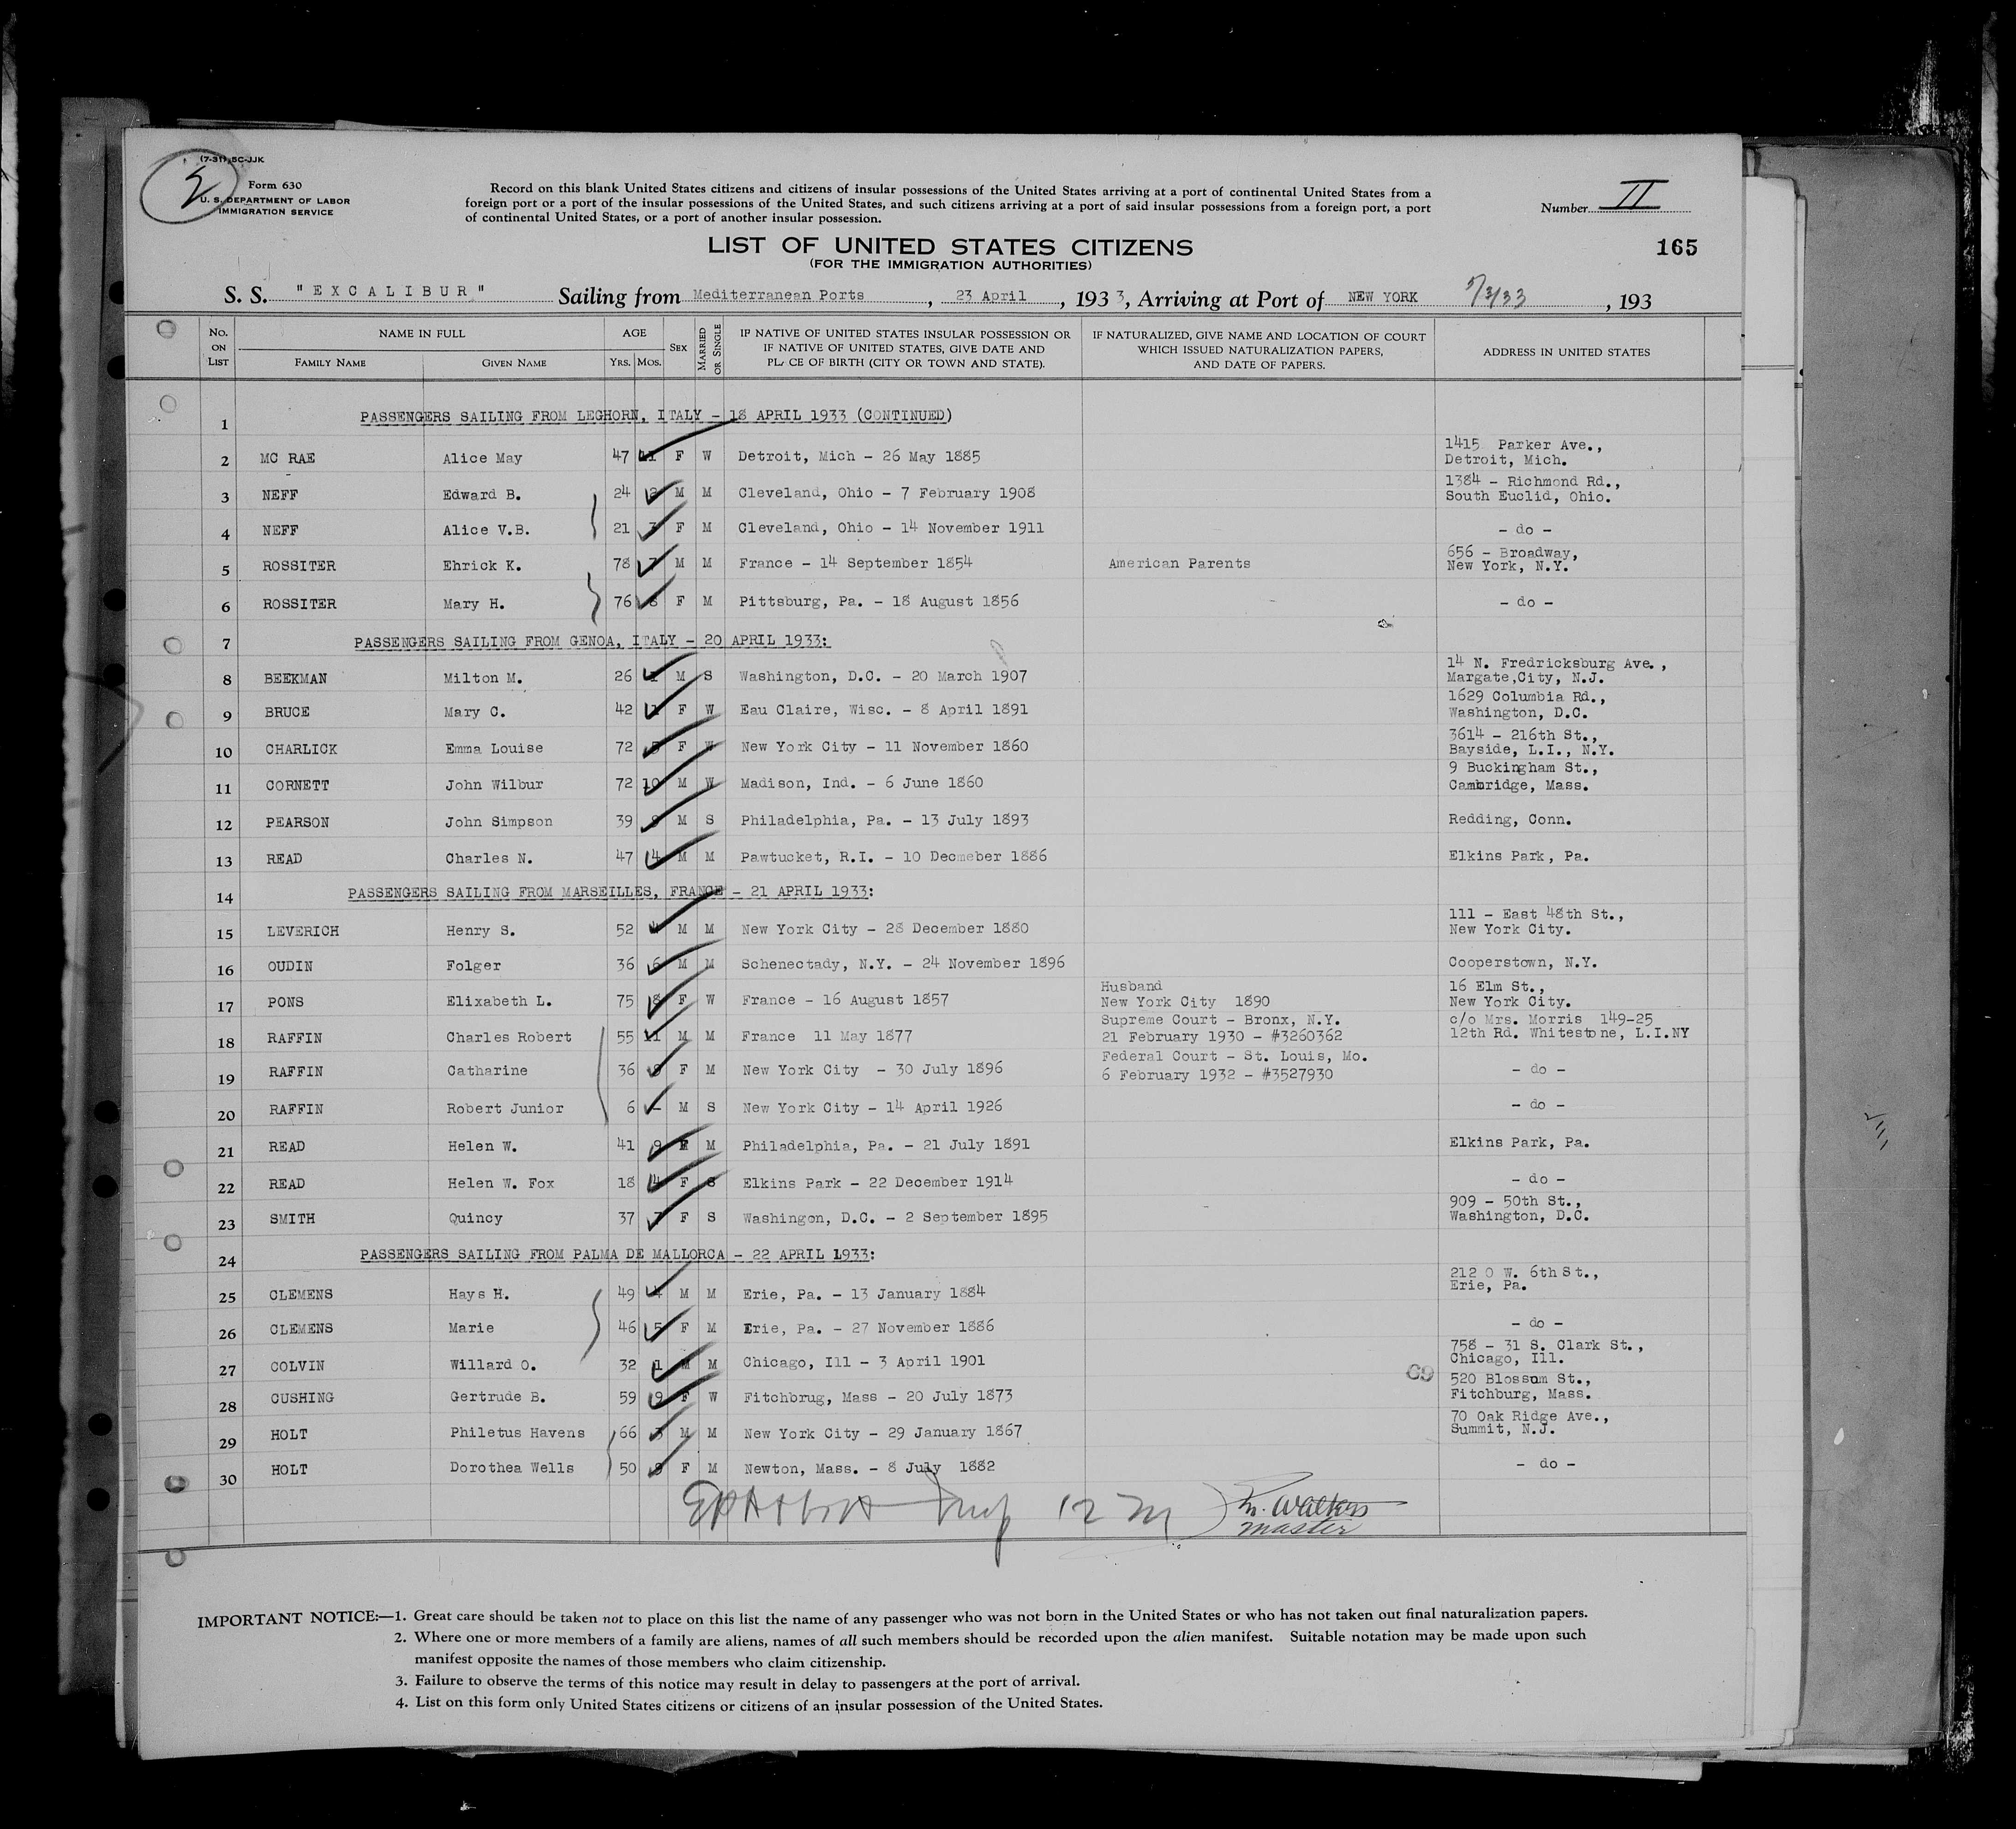 (7-31) 5C-JJK
2
Form 630
U. S. DEPARTMENT OF LABOR
IMMIGRATION SERVICE
Record on this blank United States citizens and citizens of insular possessions of the United States arriving at a port of continental United States from a
foreign port or a port of the insular possessions of the United States, and such citizens arriving at a port of said insular possessions from a foreign port, a port
of continental United States, or a port of another insular possession.
Number II
LIST OF UNITED STATES CITIZENS
(FOR THE IMMIGRATION AUTHORITIES)
165
S. S. "EXCALIBUR" Sailing from Mediterranean Ports, 23 April, 1933, Arriving at Port of NEW YORK 5/3/33, 193
No. ON LIST NAME IN FULL FAMILY NAME GIVEN NAME AGE YRS. MOS. SEX MARRIED OR SINGLE IF NATIVE OF UNITED STATES INSULAR POSSESSION OR IF NATIVE OF UNITED STATES, GIVE DATE AND PLACE OF BIRTH (CITY OR TOWN AND STATE). IF NATURALIZED, GIVE NAME AND LOCATION OF COURT WHICH ISSUED NATURALIZATION PAPERS, AND DATE OF PAPERS. ADDRESS IN UNITED STATES
1 PASSENGERS SAILING FROM LEGHORN, ITALY - 18 APRIL 1933 (CONTINUED)
2 MC RAE Alice May 47 11 F W Detroit, Mich - 26 May 1885 1415 Parker Ave., Detroit, Mich.
3 NEFF Edward B. 24 2 M M Cleveland, Ohio - 7 February 1908 1384 - Richmond Rd., South Euclid, Ohio.
4 NEFF Alice V.B. 21 F M Cleveland, Ohio - 14 November 1911 - do -
5 ROSSITER Ehrick K. 78 7 M M France - 14 September 1854 American Parents 656 - Broadway, New York, N.Y.
6 ROSSITER Mary H. 76 8 F M Pittsburg, Pa. - 18 August 1856 - do -
7 PASSENGERS SAILING FROM GENOA, ITALY - 20 APRIL 1933:
8 BEEKMAN Milton M. 26 1 M S Washington, D.C. - 20 March 1907 14 N. Fredricksburg Ave., Margate,City, N.J.
9 BRUCE Mary C. 42 F W Eau Claire, Wisc. - 8 April 1891 1629 Columbia Rd., Washington, D.C.
10 CHARLICK Emma Louise 72 5 F W New York City - 11 November 1860 3614 - 216th St., Bayside, L.I., N.Y.
11 CORNETT John Wilbur 72 10 M W Madison, Ind. - 6 June 1860 9 Buckingham St., Cambridge, Mass.
12 PEARSON John Simpson 39 9 M S Philadelphia, Pa. - 13 July 1893 Redding, Conn.
13 READ Charles N. 47 4 M M Pawtucket, R.I. - 10 Decmeber 1886 Elkins Park, Pa.
14 PASSENGERS SAILING FROM MARSEILLES, FRANCE - 21 APRIL 1933:
15 LEVERICH Henry S. 52 4 M M New York City - 28 December 1880 111 - East 48th St., New York City.
16 OUDIN Folger 36 6 M M Schenectady, N.Y. - 24 November 1896 Cooperstown, N.Y.
17 PONS Elixabeth L. 75 8 F W France - 16 August 1857 Husband New York City 1890 16 Elm St., New York City.
18 RAFFIN Charles Robert 55 11 M M France 11 May 1877 Supreme Court - Bronx, N.Y. 21 February 1930 - #3260362 c/o Mrs. Morris 149-25 12th Rd. Whitestone, L.I.NY
19 RAFFIN Catharine 36 9 F M New York City - 30 July 1896 Federal Court - St. Louis, Mo. 6 February 1932 - #3527930 - do -
20 RAFFIN Robert Junior 6 - M S New York City - 14 April 1926 - do -
21 READ Helen W. 41 9 F M Philadelphia, Pa. - 21 July 1891 Elkins Park, Pa.
22 READ Helen W. Fox 18 4 F S Elkins Park - 22 December 1914 - do -
23 SMITH Quincy 37 7 F S Washingon, D.C. - 2 September 1895 909 - 50th St., Washington, D.C.
24 PASSENGERS SAILING FROM PALMA DE MALLORCA - 22 APRIL 1933:
25 CLEMENS Hays H. 49 4 M M Erie, Pa. - 13 January 1884 212 0 W. 6th St., Erie, Pa.
26 CLEMENS Marie 46 5 F M Erie, Pa. - 27 November 1886 - do -
27 COLVIN Willard O. 32 1 M M Chicago, Ill - 3 April 1901 758 - 31 S. Clark St., Chicago, Ill.
28 CUSHING Gertrude B. 59 9 F W Fitchbrug, Mass - 20 July 1873 520 Blossom St., Fitchburg, Mass.
29 HOLT Philetus Havens 66 3 M M New York City - 29 January 1867 70 Oak Ridge Ave., Summit, N.J.
30 HOLT Dorothea Wells 50 9 F M Newton, Mass. - 8 July 1882 - do -
Walters
master
IMPORTANT NOTICE:—1. Great care should be taken not to place on this list the name of any passenger who was not born in the United States or who has not taken out final naturalization papers.
2. Where one or more members of a family are aliens, names of all such members should be recorded upon the alien manifest. Suitable notation may be made upon such
manifest opposite the names of those members who claim citizenship.
3. Failure to observe the terms of this notice may result in delay to passengers at the port of arrival.
4. List on this form only United States citizens or citizens of an insular possession of the United States.